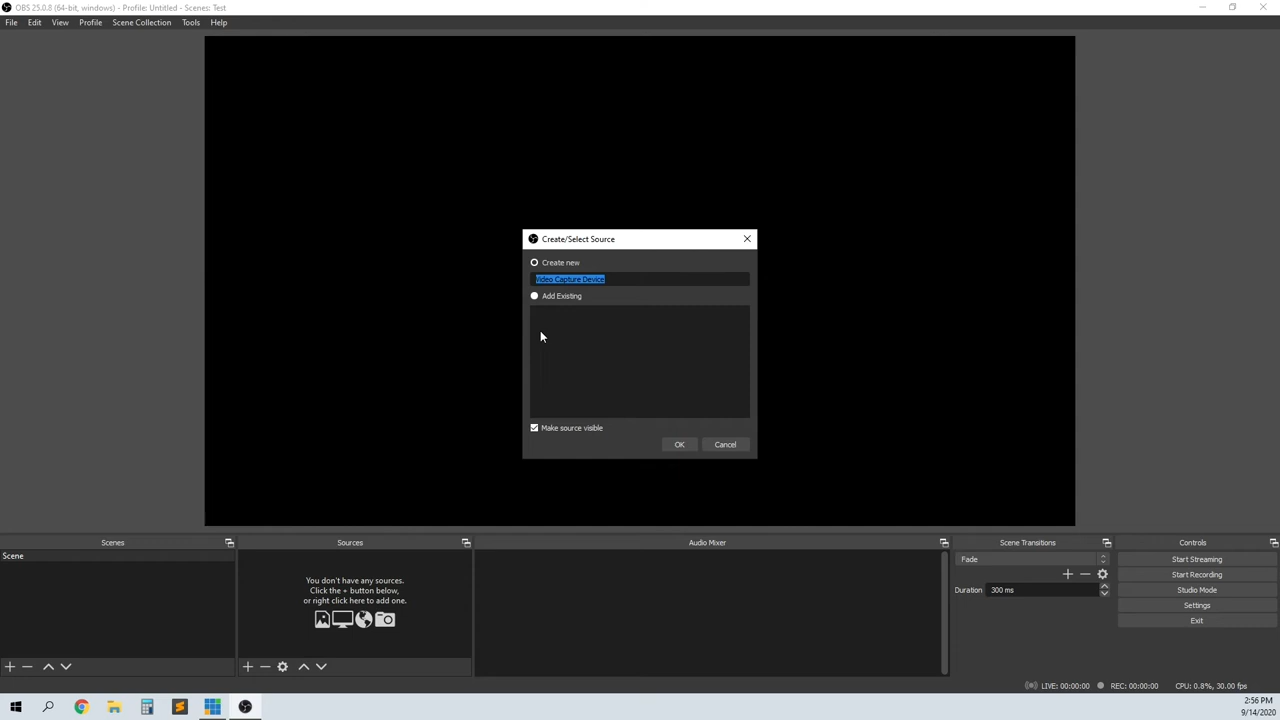 OBS 25.0.8 (64-bit, windows) - Profile: Untitled - Scenes: Test
File Edit View Profile Scene Collection Tools Help
Create/Select Source
Create new
Video Capture Device
Add Existing
Make source visible
OK Cancel
Scenes
Scene
Sources
You don't have any sources.
Click the + button below,
or right click here to add one.
Audio Mixer
Scene Transitions
Fade
Duration 300 ms
Controls
Start Streaming
Start Recording
Studio Mode
Settings
Exit
LIVE: 00:00:00 REC: 00:00:00 CPU: 0.8%, 30.00 fps
2:56 PM
9/14/2020